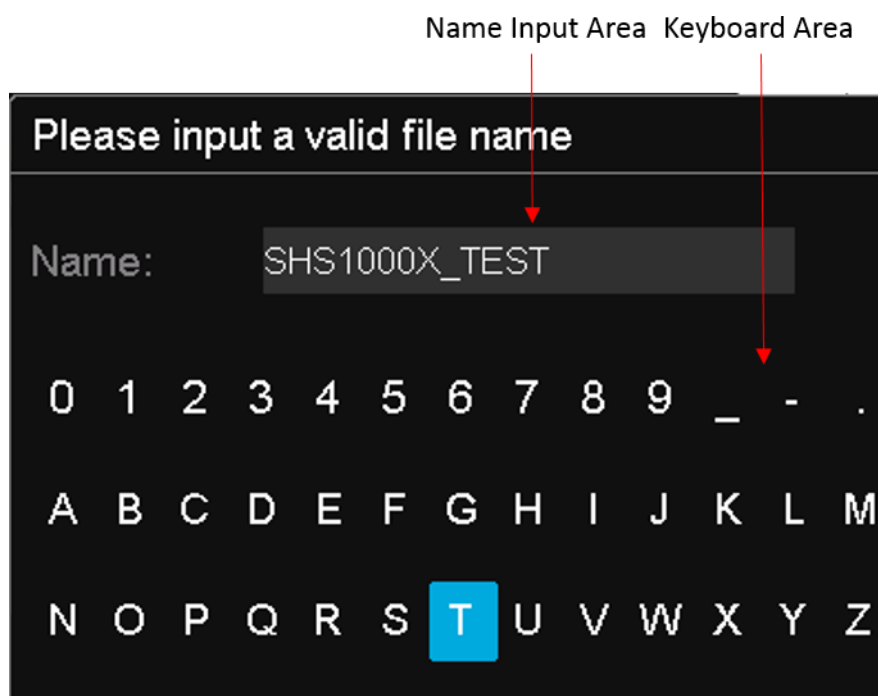 Name Input Area Keyboard Area
Please input a valid file name
Name: SHS1000X_TEST
0 1 2 3 4 5 6 7 8 9 _ - .
A B C D E F G H I J K L M
N O P Q R S T U V W X Y Z